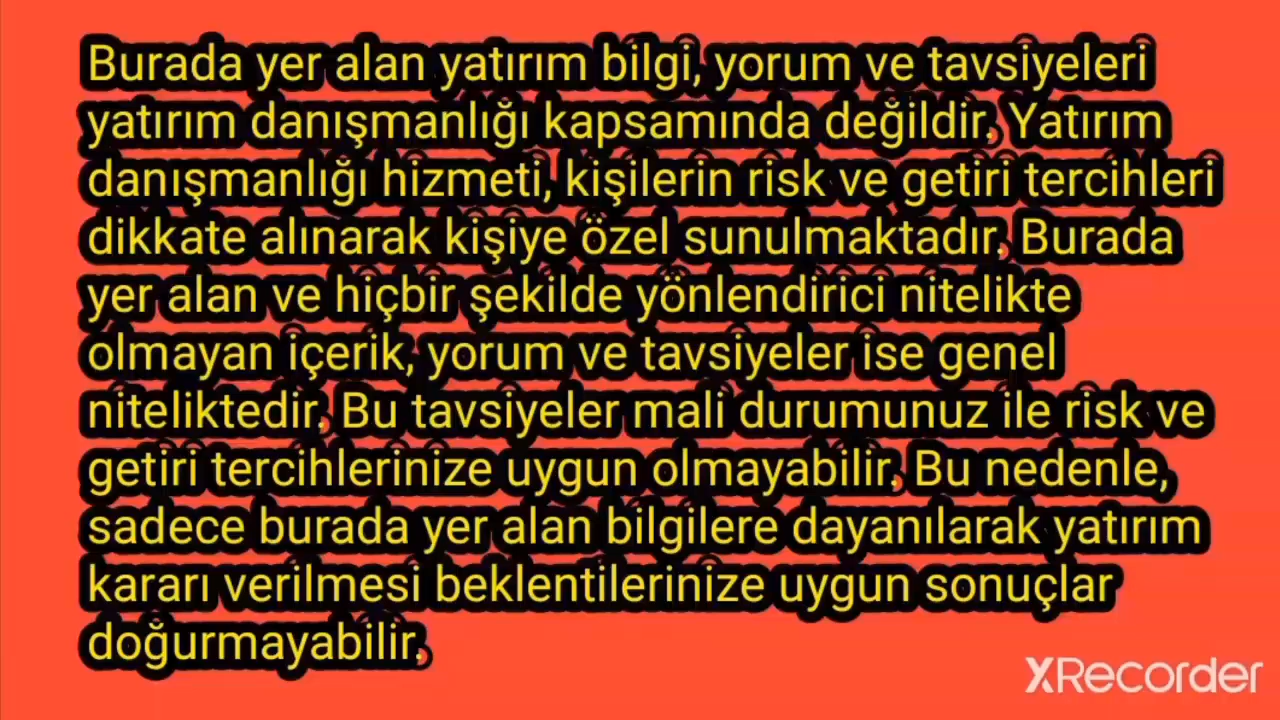 Burada yer alan yatırım bilgi, yorum ve tavsiyeleri
yatırım danışmanlığı kapsamında değildir. Yatırım
danışmanlığı hizmeti, kişilerin risk ve getiri tercihleri
dikkate alınarak kişiye özel sunulmaktadır. Burada
yer alan ve hiçbir şekilde yönlendirici nitelikte
olmayan içerik, yorum ve tavsiyeler ise genel
niteliktedir. Bu tavsiyeler mali durumunuz ile risk ve
getiri tercihlerinize uygun olmayabilir. Bu nedenle,
sadece burada yer alan bilgilere dayanılarak yatırım
kararı verilmesi beklentilerinize uygun sonuçlar
doğurmayabilir.
XRecorder